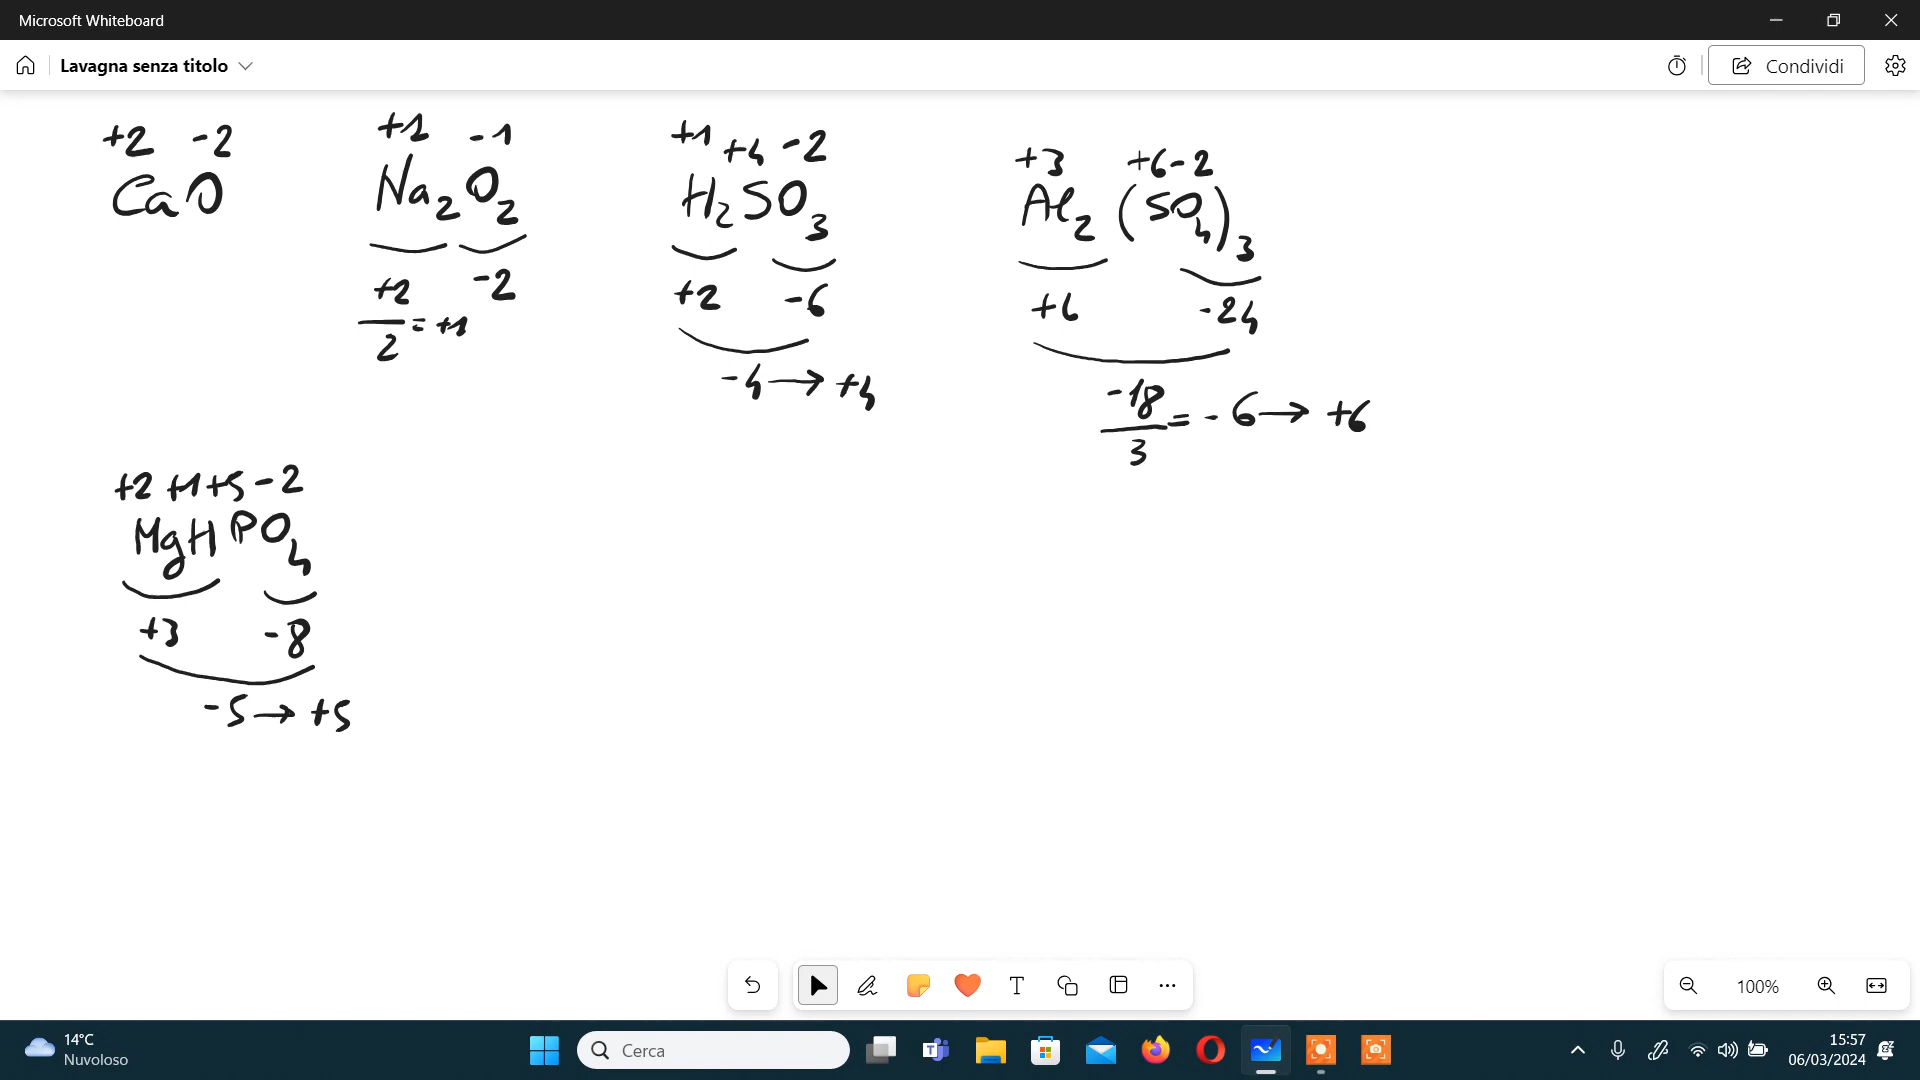 Microsoft Whiteboard
Lavagna senza titolo
Condividi
+2 -2
CaO
+1 -1
Na2O2
+2 -2
2 = +1
+1 +4 -2
H2SO3
+2 -6
-4 → +4
+3 +6 -2
Al2(SO4)3
+6 -24
-18
3 = -6 → +6
+2 +1 +5 -2
MgHPO4
+3 -8
-5 → +5
100%
14°C
Nuvoloso
Cerca
15:57
06/03/2024